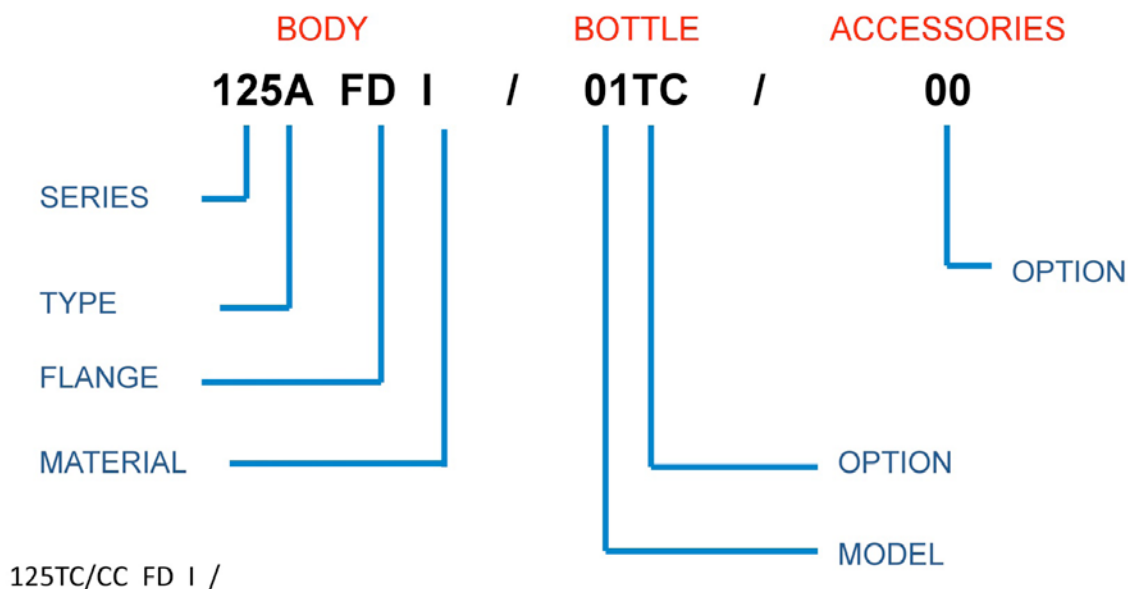 BODY BOTTLE ACCESSORIES
125A FD I / 01TC / 00
SERIES
OPTION
TYPE
FLANGE
MATERIAL
OPTION
MODEL
125TC/CC FD I /